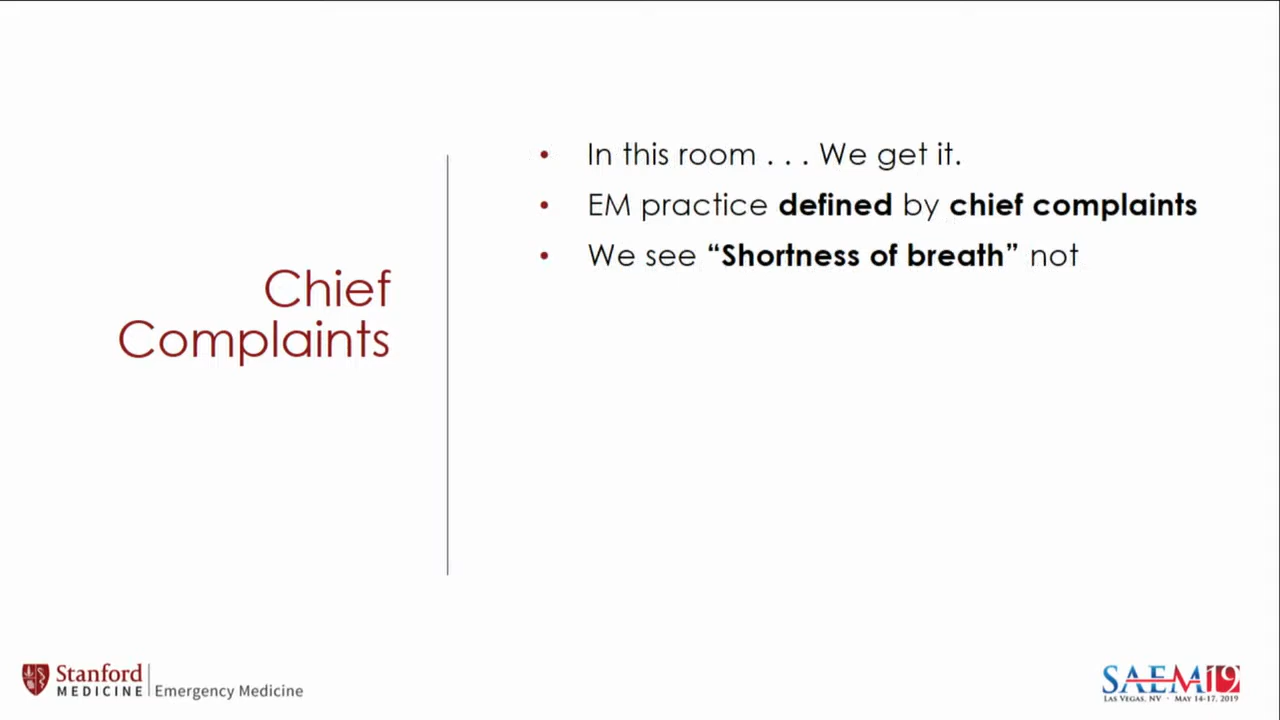 Chief
Complaints
• In this room . . . We get it.
• EM practice defined by chief complaints
• We see “Shortness of breath” not
Stanford
MEDICINE
Emergency Medicine
SAEM19
LAS VEGAS, NV · MAY 14-17, 2019